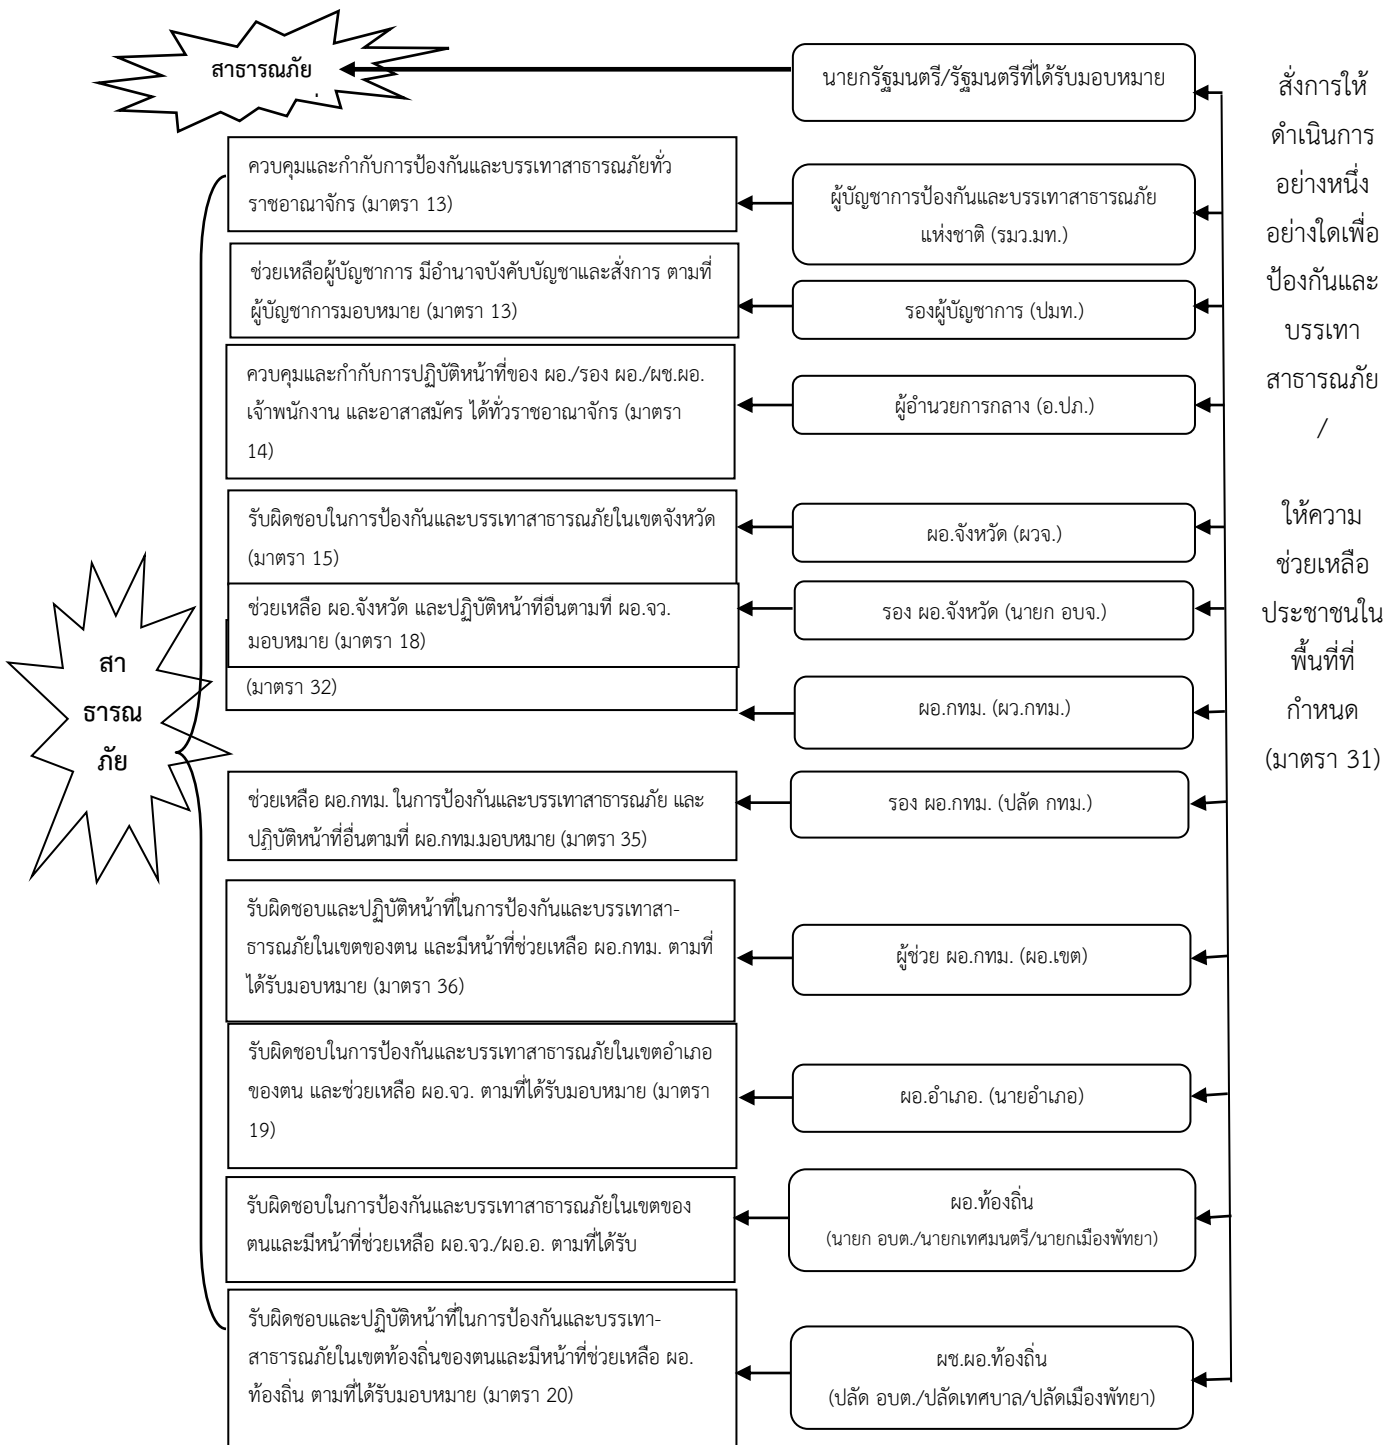 สาธารณภัย
นายกรัฐมนตรี/รัฐมนตรีที่ได้รับมอบหมาย
ควบคุมและกำกับการป้องกันและบรรเทาสาธารณภัยทั่ว
ราชอาณาจักร (มาตรา 13)
ผู้บัญชาการป้องกันและบรรเทาสาธารณภัย
แห่งชาติ (รมว.มท.)
ช่วยเหลือผู้บัญชาการ มีอำนาจบังคับบัญชาและสั่งการ ตามที่
ผู้บัญชาการมอบหมาย (มาตรา 13)
รองผู้บัญชาการ (ปมท.)
ควบคุมและกำกับการปฏิบัติหน้าที่ของ ผอ./รอง ผอ./ผช.ผอ.
เจ้าพนักงาน และอาสาสมัคร ได้ทั่วราชอาณาจักร (มาตรา
14)
ผู้อำนวยการกลาง (อ.ปภ.)
รับผิดชอบในการป้องกันและบรรเทาสาธารณภัยในเขตจังหวัด
(มาตรา 15)
ผอ.จังหวัด (ผวจ.)
ช่วยเหลือ ผอ.จังหวัด และปฏิบัติหน้าที่อื่นตามที่ ผอ.จว.
มอบหมาย (มาตรา 18)
รอง ผอ.จังหวัด (นายก อบจ.)
(มาตรา 32)
ผอ.กทม. (ผว.กทม.)
ช่วยเหลือ ผอ.กทม. ในการป้องกันและบรรเทาสาธารณภัย และ
ปฏิบัติหน้าที่อื่นตามที่ ผอ.กทม.มอบหมาย (มาตรา 35)
รอง ผอ.กทม. (ปลัด กทม.)
รับผิดชอบและปฏิบัติหน้าที่ในการป้องกันและบรรเทาสา-
ธารณภัยในเขตของตน และมีหน้าที่ช่วยเหลือ ผอ.กทม. ตามที่
ได้รับมอบหมาย (มาตรา 36)
ผู้ช่วย ผอ.กทม. (ผอ.เขต)
รับผิดชอบในการป้องกันและบรรเทาสาธารณภัยในเขตอำเภอ
ของตน และช่วยเหลือ ผอ.จว. ตามที่ได้รับมอบหมาย (มาตรา
19)
ผอ.อำเภอ. (นายอำเภอ)
รับผิดชอบในการป้องกันและบรรเทาสาธารณภัยในเขตของ
ตนและมีหน้าที่ช่วยเหลือ ผอ.จว./ผอ.อ. ตามที่ได้รับ
ผอ.ท้องถิ่น
(นายก อบต./นายกเทศมนตรี/นายกเมืองพัทยา)
รับผิดชอบและปฏิบัติหน้าที่ในการป้องกันและบรรเทา-
สาธารณภัยในเขตท้องถิ่นของตนและมีหน้าที่ช่วยเหลือ ผอ.
ท้องถิ่น ตามที่ได้รับมอบหมาย (มาตรา 20)
ผช.ผอ.ท้องถิ่น
(ปลัด อบต./ปลัดเทศบาล/ปลัดเมืองพัทยา)
สา
ธารณ
ภัย
สั่งการให้
ดำเนินการ
อย่างหนึ่ง
อย่างใดเพื่อ
ป้องกันและ
บรรเทา
สาธารณภัย
/
ให้ความ
ช่วยเหลือ
ประชาชนใน
พื้นที่ที่
กำหนด
(มาตรา 31)